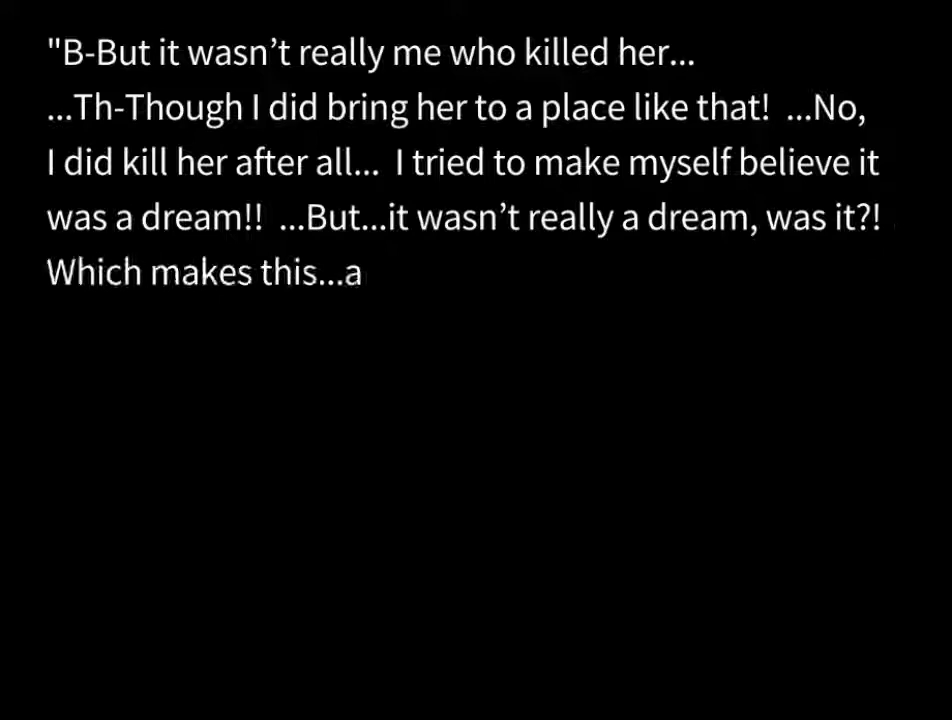 "B-But it wasn’t really me who killed her...
...Th-Though I did bring her to a place like that!  ...No,
I did kill her after all...  I tried to make myself believe it
was a dream!!  ...But...it wasn’t really a dream, was it?!
Which makes this...a